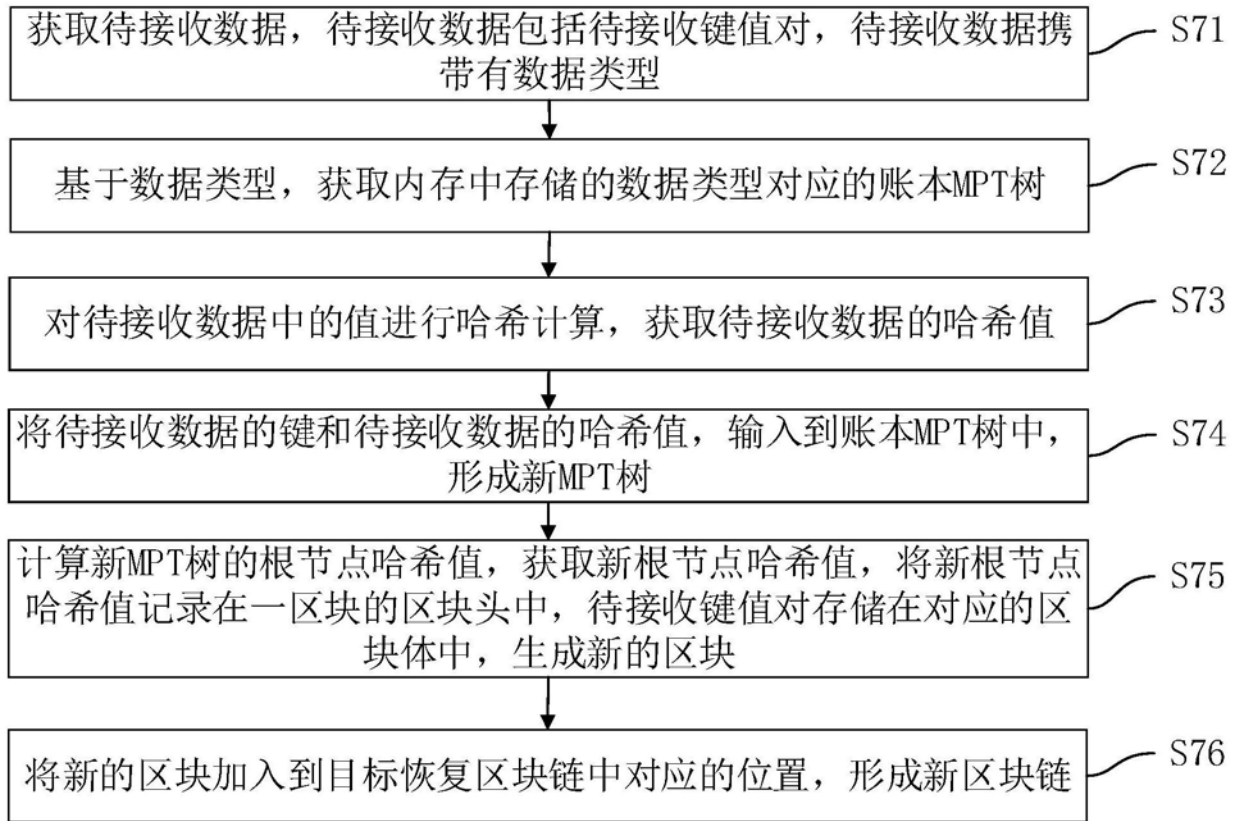 获取待接收数据，待接收数据包括待接收键值对，待接收数据携
带有数据类型
S71
基于数据类型，获取内存中存储的数据类型对应的账本MPT树
S72
对待接收数据中的值进行哈希计算，获取待接收数据的哈希值
S73
将待接收数据的键和待接收数据的哈希值，输入到账本MPT树中，
形成新MPT树
S74
计算新MPT树的根节点哈希值，获取新根节点哈希值，将新根节点
哈希值记录在一区块的区块头中，待接收键值对存储在对应的区
块体中，生成新的区块
S75
将新的区块加入到目标恢复区块链中对应的位置，形成新区块链
S76